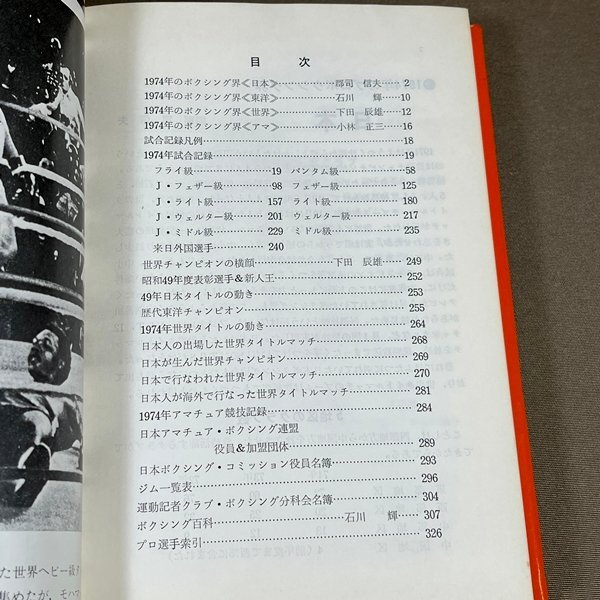 目次
1974年のボクシング界≪日本≫……………郡司 信夫……2
1974年のボクシング界≪東洋≫……………石川 輝……10
1974年のボクシング界≪世界≫……………下田 辰雄……12
1974年のボクシング界≪アマ≫……………小林 正三……16
試合記録凡例……………18
1974年試合記録……………19
フライ級……………19 バンタム級……………58
J・フェザー級……………98 フェザー級……………125
J・ライト級……………157 ライト級……………180
J・ウェルター級……………201 ウェルター級……………217
J・ミドル級……………229 ミドル級……………235
来日外国選手……………240
世界チャンピオンの横顔……………下田 辰雄……249
昭和49年度表彰選手&新人王……………252
49年日本タイトルの動き……………253
歴代東洋チャンピオン……………255
1974年世界タイトルの動き……………264
日本人の出場した世界タイトルマッチ……………268
日本が生んだ世界チャンピオン……………269
日本で行なわれた世界タイトルマッチ……………270
日本人が海外で行なった世界タイトルマッチ……………281
1974年アマチュア競技記録……………284
日本アマチュア・ボクシング連盟
役員&加盟団体……………289
日本ボクシング・コミッション役員名簿……………293
ジム一覧表……………296
運動記者クラブ・ボクシング分科会名簿……………304
ボクシング百科……………石川 輝……307
プロ選手索引……………326
た世界ヘビー級
集めたが、そ